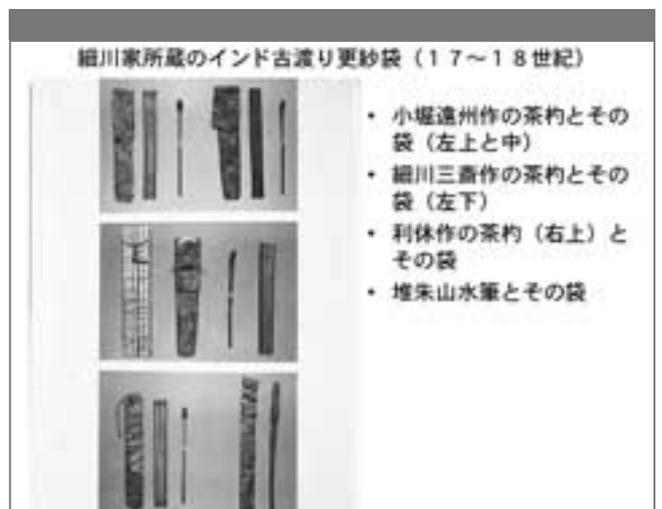 細川家所蔵のインド古渡り更紗袋（１７～１８世紀）
• 小堀遠州作の茶杓とその
袋（左上と中）
• 細川三斎作の茶杓とその
袋（左下）
• 利休作の茶杓（右上）と
その袋
• 堆朱山水筆とその袋